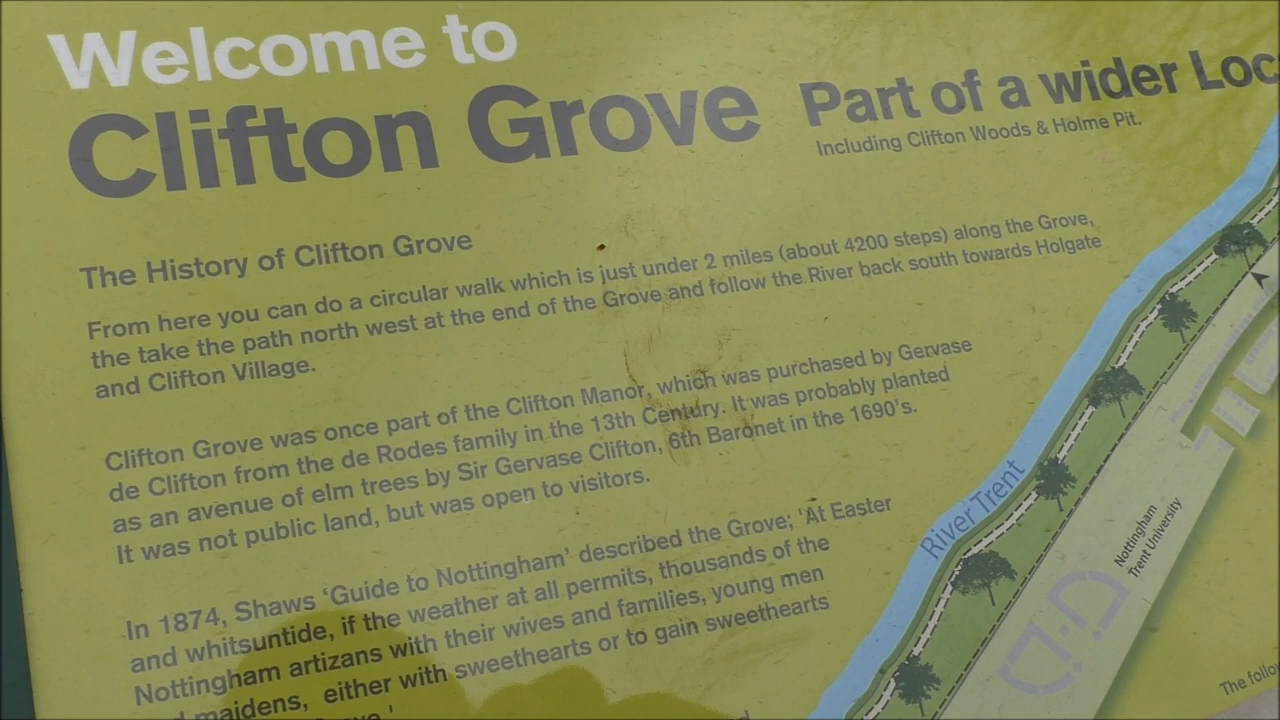 Welcome to
Clifton Grove
Part of a wider Loc
Including Clifton Woods & Holme Pit.
The History of Clifton Grove
From here you can do a circular walk which is just under 2 miles (about 4200 steps) along the Grove,
the take the path north west at the end of the Grove and follow the River back south towards Holgate
and Clifton Village.
Clifton Grove was once part of the Clifton Manor, which was purchased by Gervase
de Clifton from the de Rodes family in the 13th Century. It was probably planted
as an avenue of elm trees by Sir Gervase Clifton, 6th Baronet in the 1690's.
It was not public land, but was open to visitors.
In 1874, Shaws ‘Guide to Nottingham’ described the Grove; 'At Easter
and whitsuntide, if the weather at all permits, thousands of the
Nottingham artizans with their wives and families, young men
maidens, either with sweethearts or to gain sweethearts
River Trent
Nottingham
Trent University
The follo